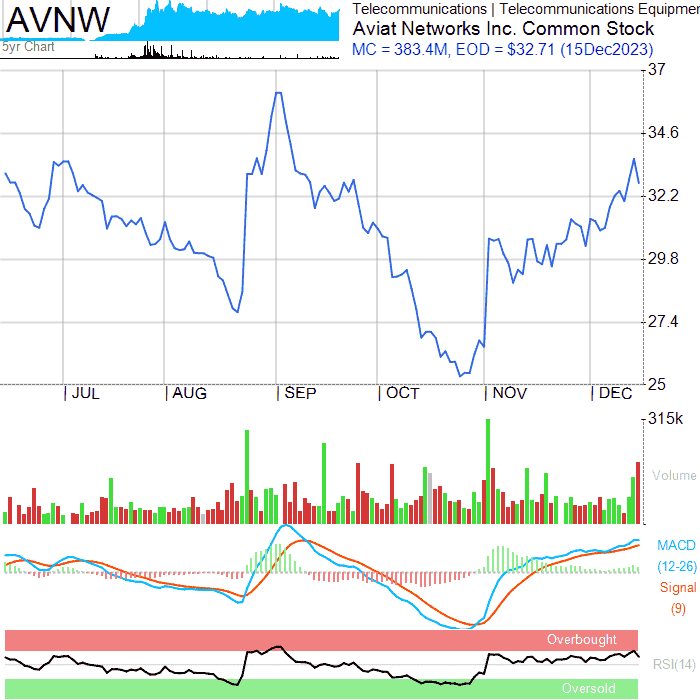 AVNW
5yr Chart
Telecommunications | Telecommunications Equipmen
Aviat Networks Inc. Common Stock
MC = 383.4M, EOD = $32.71 (15Dec2023)
37
34.6
32.2
29.8
27.4
25
JUL AUG SEP OCT NOV DEC
315k
Volume
MACD
(12-26)
Signal
(9)
Overbought
RSI(14)
Oversold